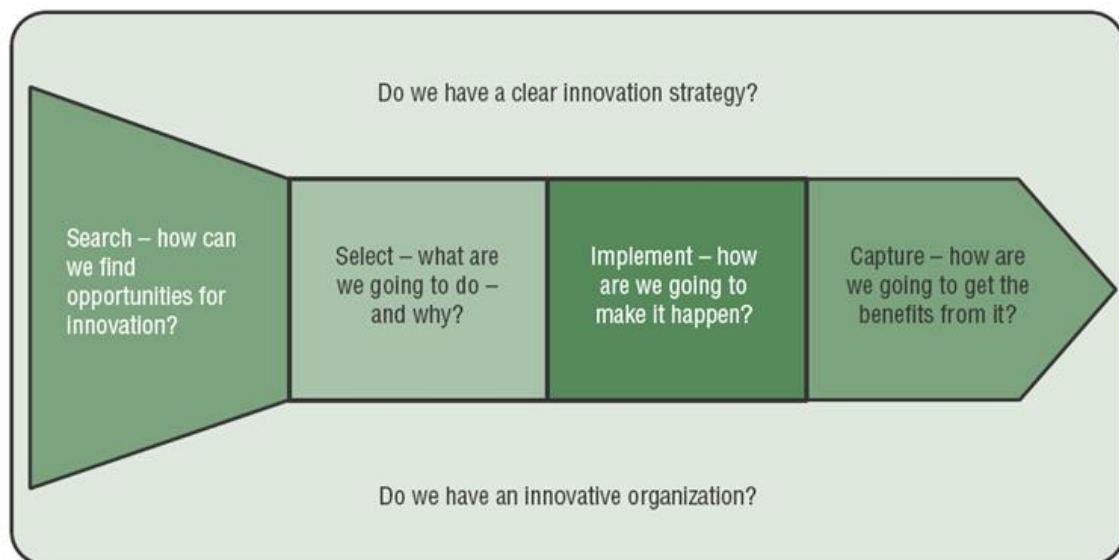 Do we have a clear innovation strategy?
Search – how can
we find
opportunities for
innovation?
Select – what are
we going to do –
and why?
Implement – how
are we going to
make it happen?
Capture – how are
we going to get the
benefits from it?
Do we have an innovative organization?